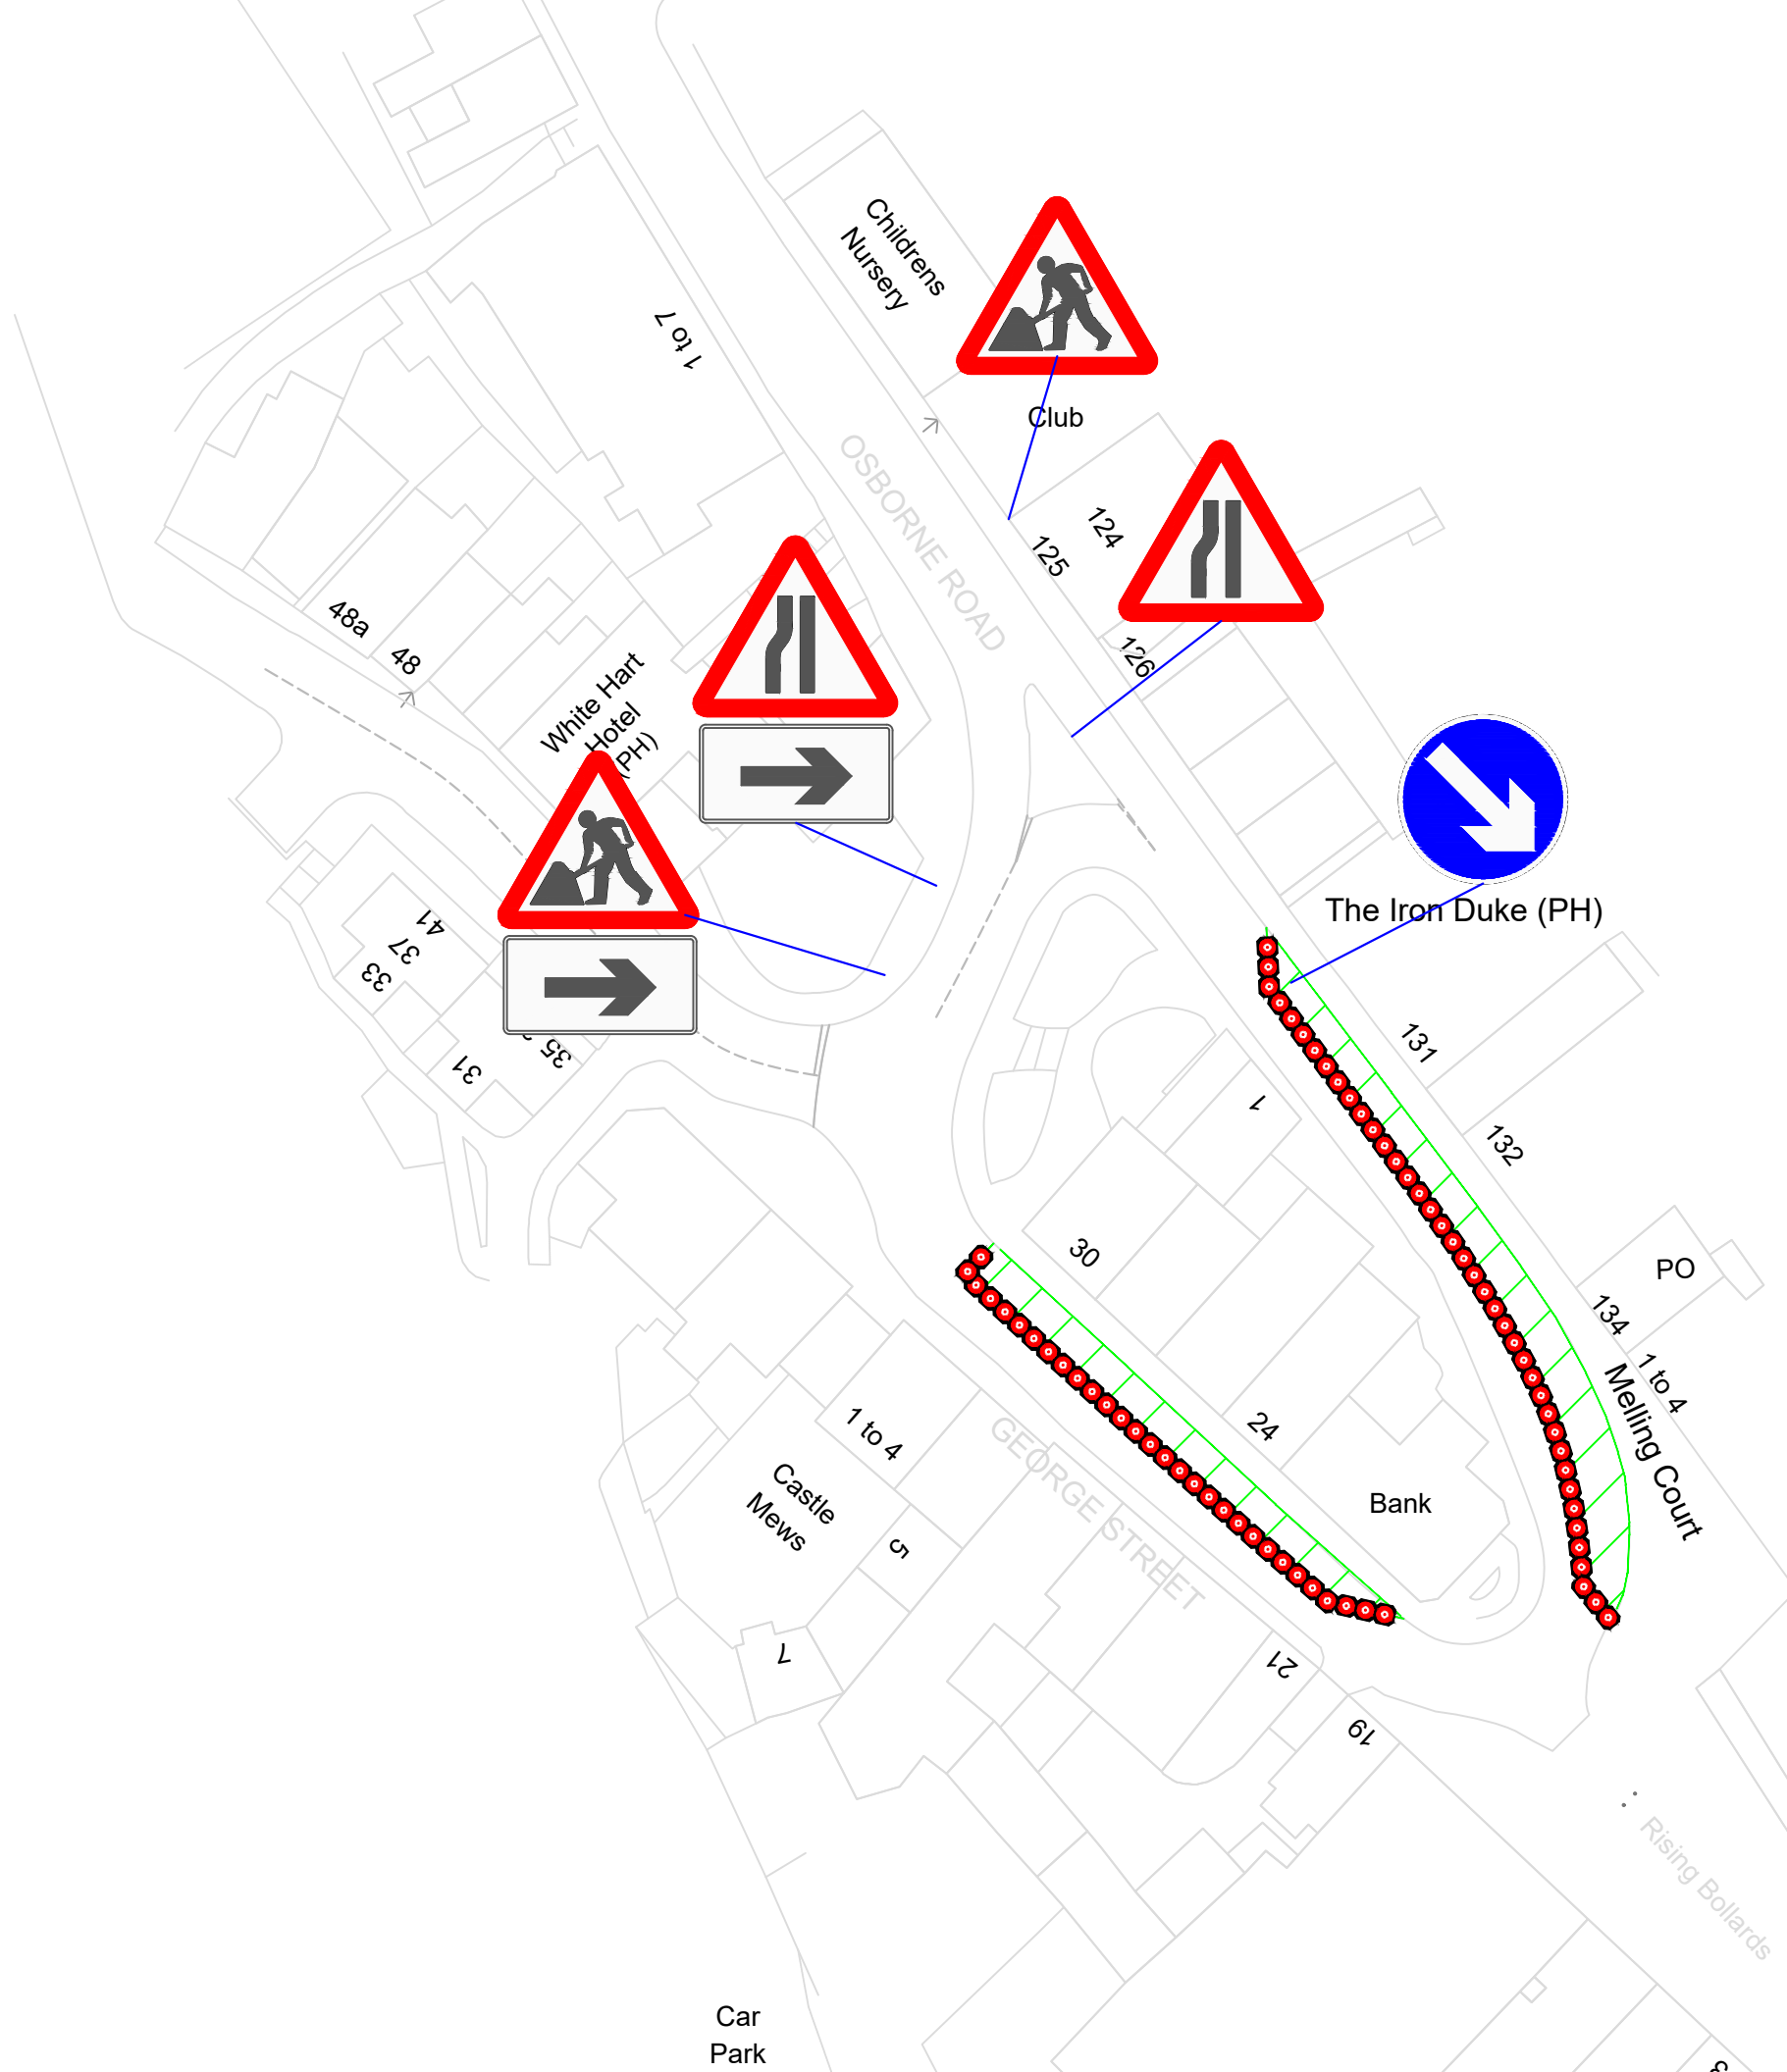 Childrens
Nursery
1 to 7
Club
OSBORNE ROAD
124
125
126
48a
48
White Hart
Hotel
(PH)
The Iron Duke (PH)
41
37
33
35
31
131
1
132
30
PO
134
1 to 4
Melling Court
1 to 4
24
GEORGE STREET
Castle
Mews
Bank
5
7
21
19
Rising Bollards
Car
Park